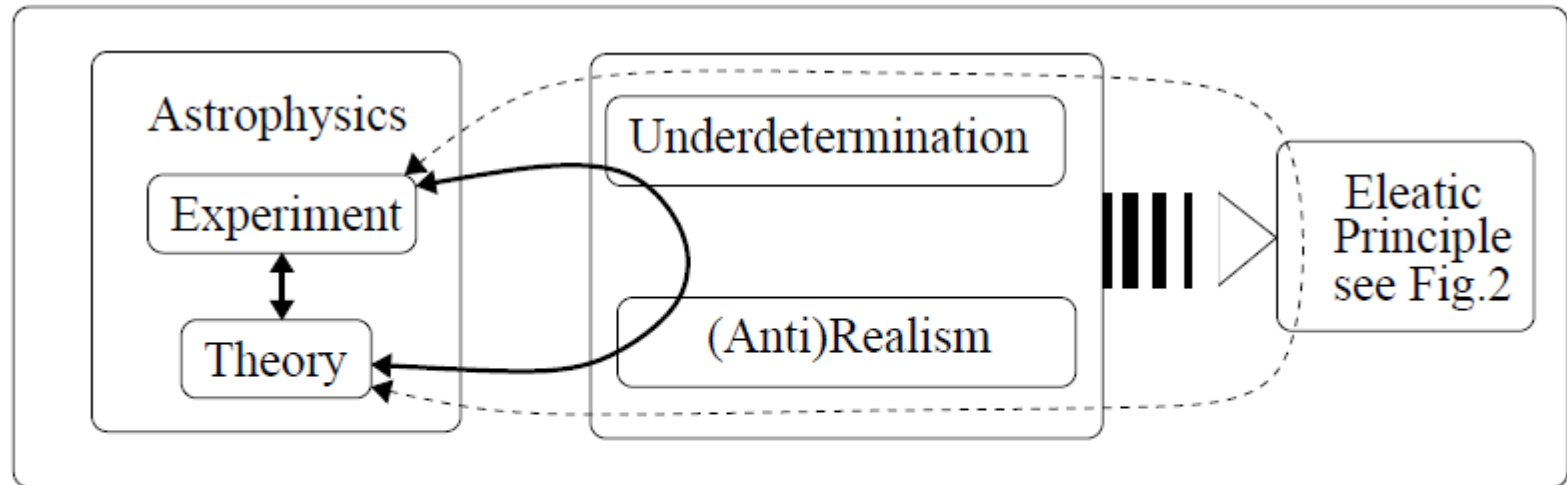 Astrophysics
Experiment
Theory
Underdetermination
(Anti)Realism
Eleatic
Principle
see Fig.2